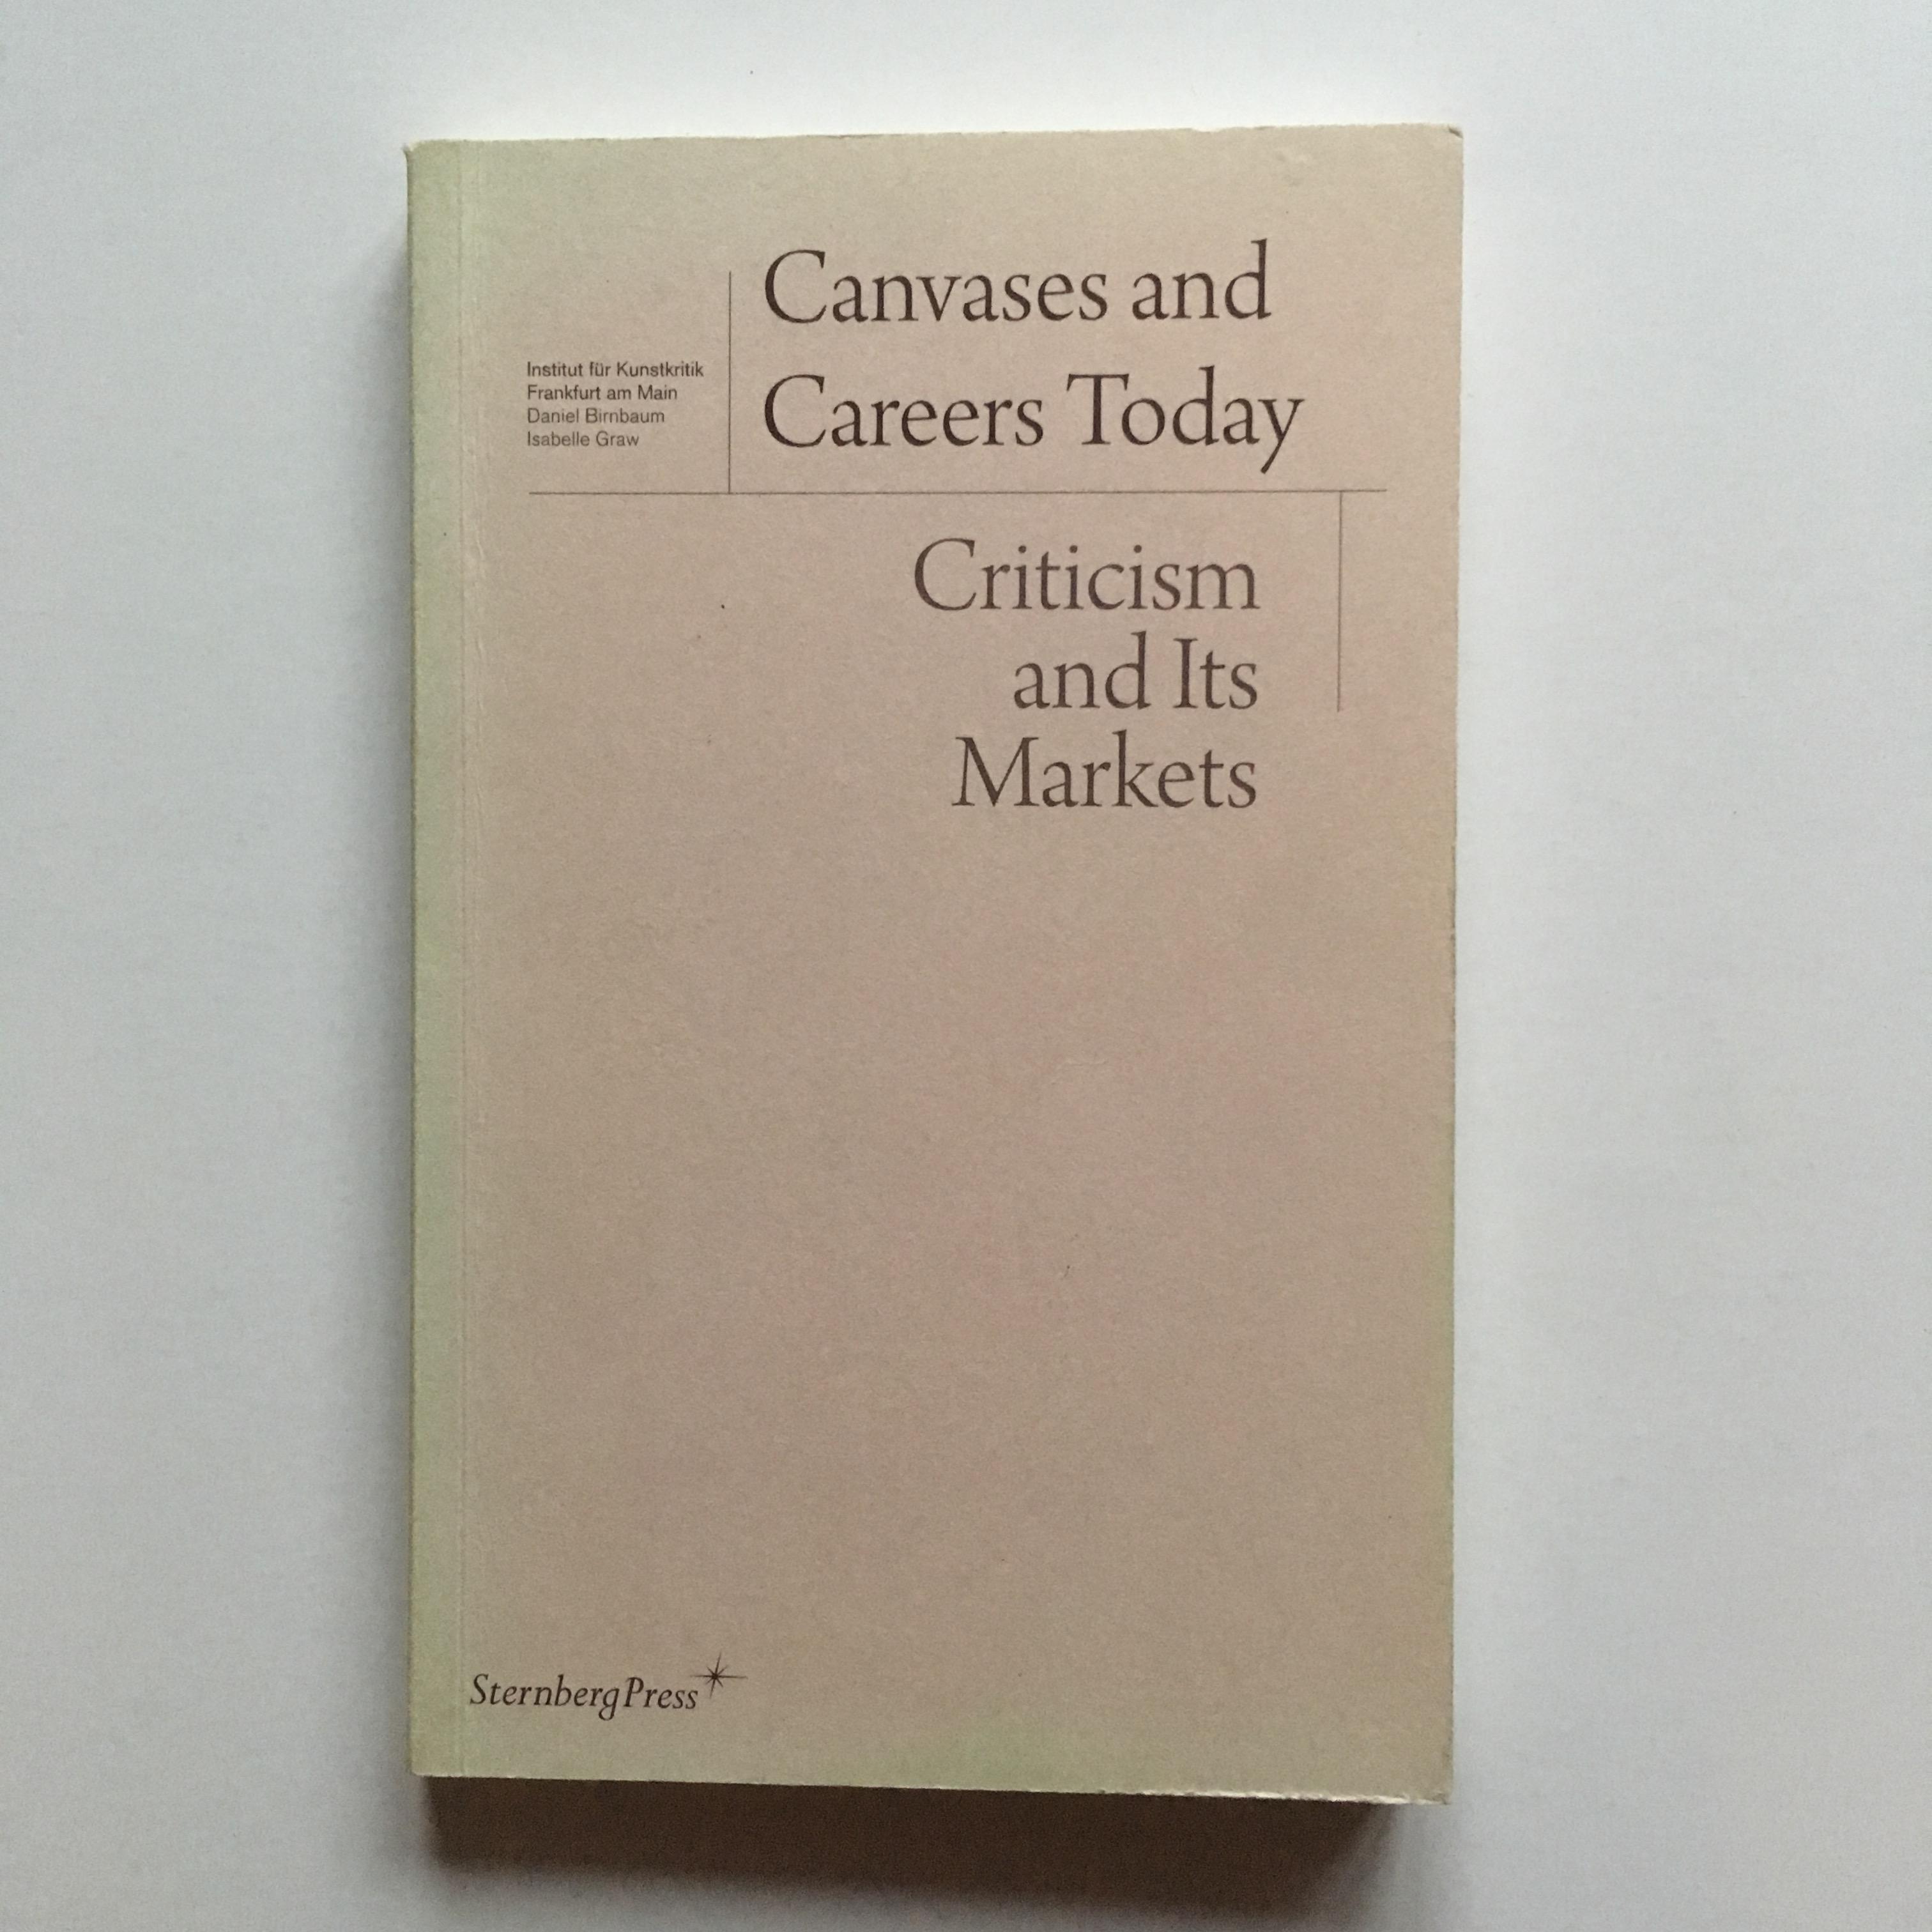 Institut für Kunstkritik
Frankfurt am Main
Daniel Birnbaum
Isabelle Graw
Canvases and
Careers Today
Criticism
and Its
Markets
SternbergPress